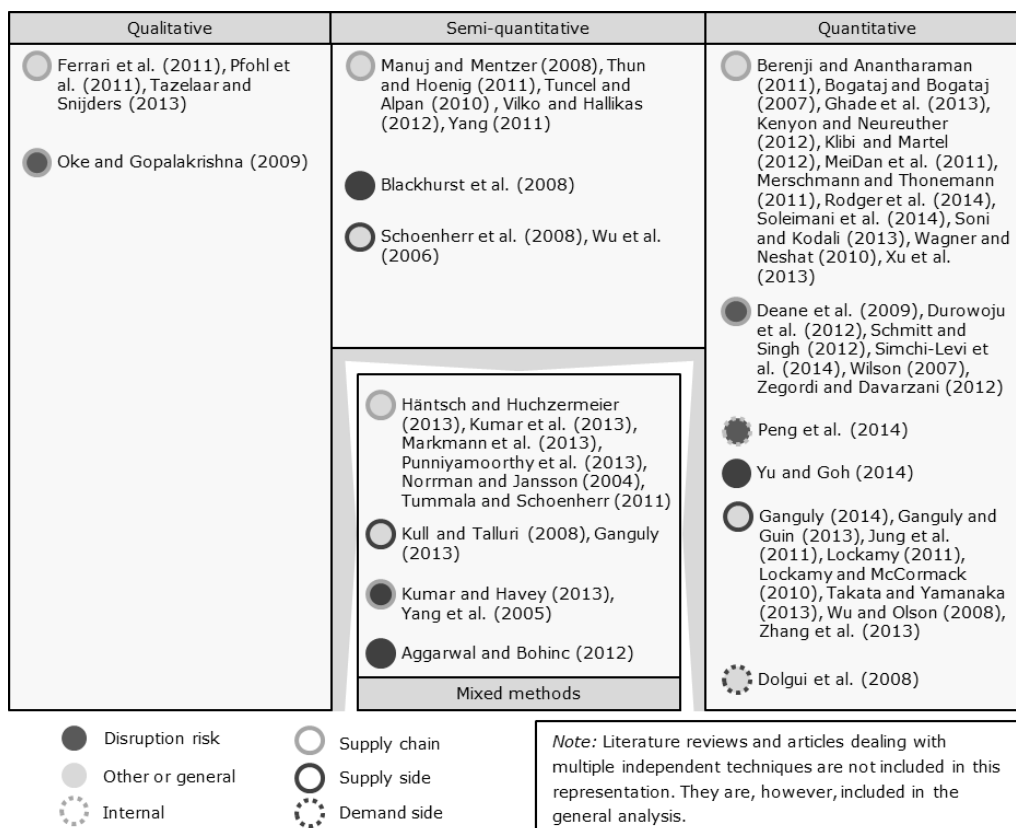 Qualitative
Semi-quantitative
Quantitative
Ferrari et al. (2011), Pfohl et
al. (2011), Tazelaar and
Snijders (2013)
Oke and Gopalakrishna (2009)
Manuj and Mentzer (2008), Thun
and Hoenig (2011), Tuncel and
Alpan (2010) , Vilko and Hallikas
(2012), Yang (2011)
Blackhurst et al. (2008)
Schoenherr et al. (2008), Wu et al.
(2006)
Häntsch and Huchzermeier
(2013), Kumar et al. (2013),
Markmann et al. (2013),
Punniyamoorthy et al. (2013),
Norrman and Jansson (2004),
Tummala and Schoenherr (2011)
Kull and Talluri (2008), Ganguly
(2013)
Kumar and Havey (2013),
Yang et al. (2005)
Aggarwal and Bohinc (2012)
Mixed methods
Berenji and Anantharaman
(2011), Bogataj and Bogataj
(2007), Ghade et al. (2013),
Kenyon and Neureuther
(2012), Klibi and Martel
(2012), MeiDan et al. (2011),
Merschmann and Thonemann
(2011), Rodger et al. (2014),
Soleimani et al. (2014), Soni
and Kodali (2013), Wagner and
Neshat (2010), Xu et al.
(2013)
Deane et al. (2009), Durowoju
et al. (2012), Schmitt and
Singh (2012), Simchi-Levi et
al. (2014), Wilson (2007),
Zegordi and Davarzani (2012)
Peng et al. (2014)
Yu and Goh (2014)
Ganguly (2014), Ganguly and
Guin (2013), Jung et al.
(2011), Lockamy (2011),
Lockamy and McCormack
(2010), Takata and Yamanaka
(2013), Wu and Olson (2008),
Zhang et al. (2013)
Dolgui et al. (2008)
Disruption risk
Other or general
Internal
Supply chain
Supply side
Demand side
Note: Literature reviews and articles dealing with
multiple independent techniques are not included in this
representation. They are, however, included in the
general analysis.